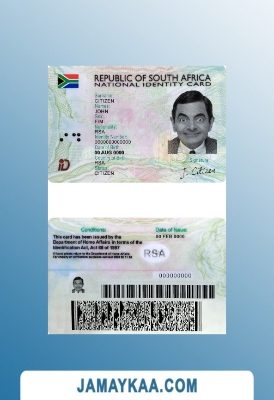 REPUBLIC OF SOUTH AFRICA
NATIONAL IDENTITY CARD
Surname:
CITIZEN
Names:
JOHN
Sex:
Nationality:
RSA
Identity Number:
0000000000000
Date of Birth:
00 AUG 0000
Country of Birth:
RSA
Status:
CITIZEN
Signature
J. Citizen
iD
Conditions:
Date of Issue:
This card has been issued by the
00 FEB 0000
Department of Home Affairs in terms of the
Identification Act, Act 68 of 1997
RSA
000000000
JAMAYKAA.COM